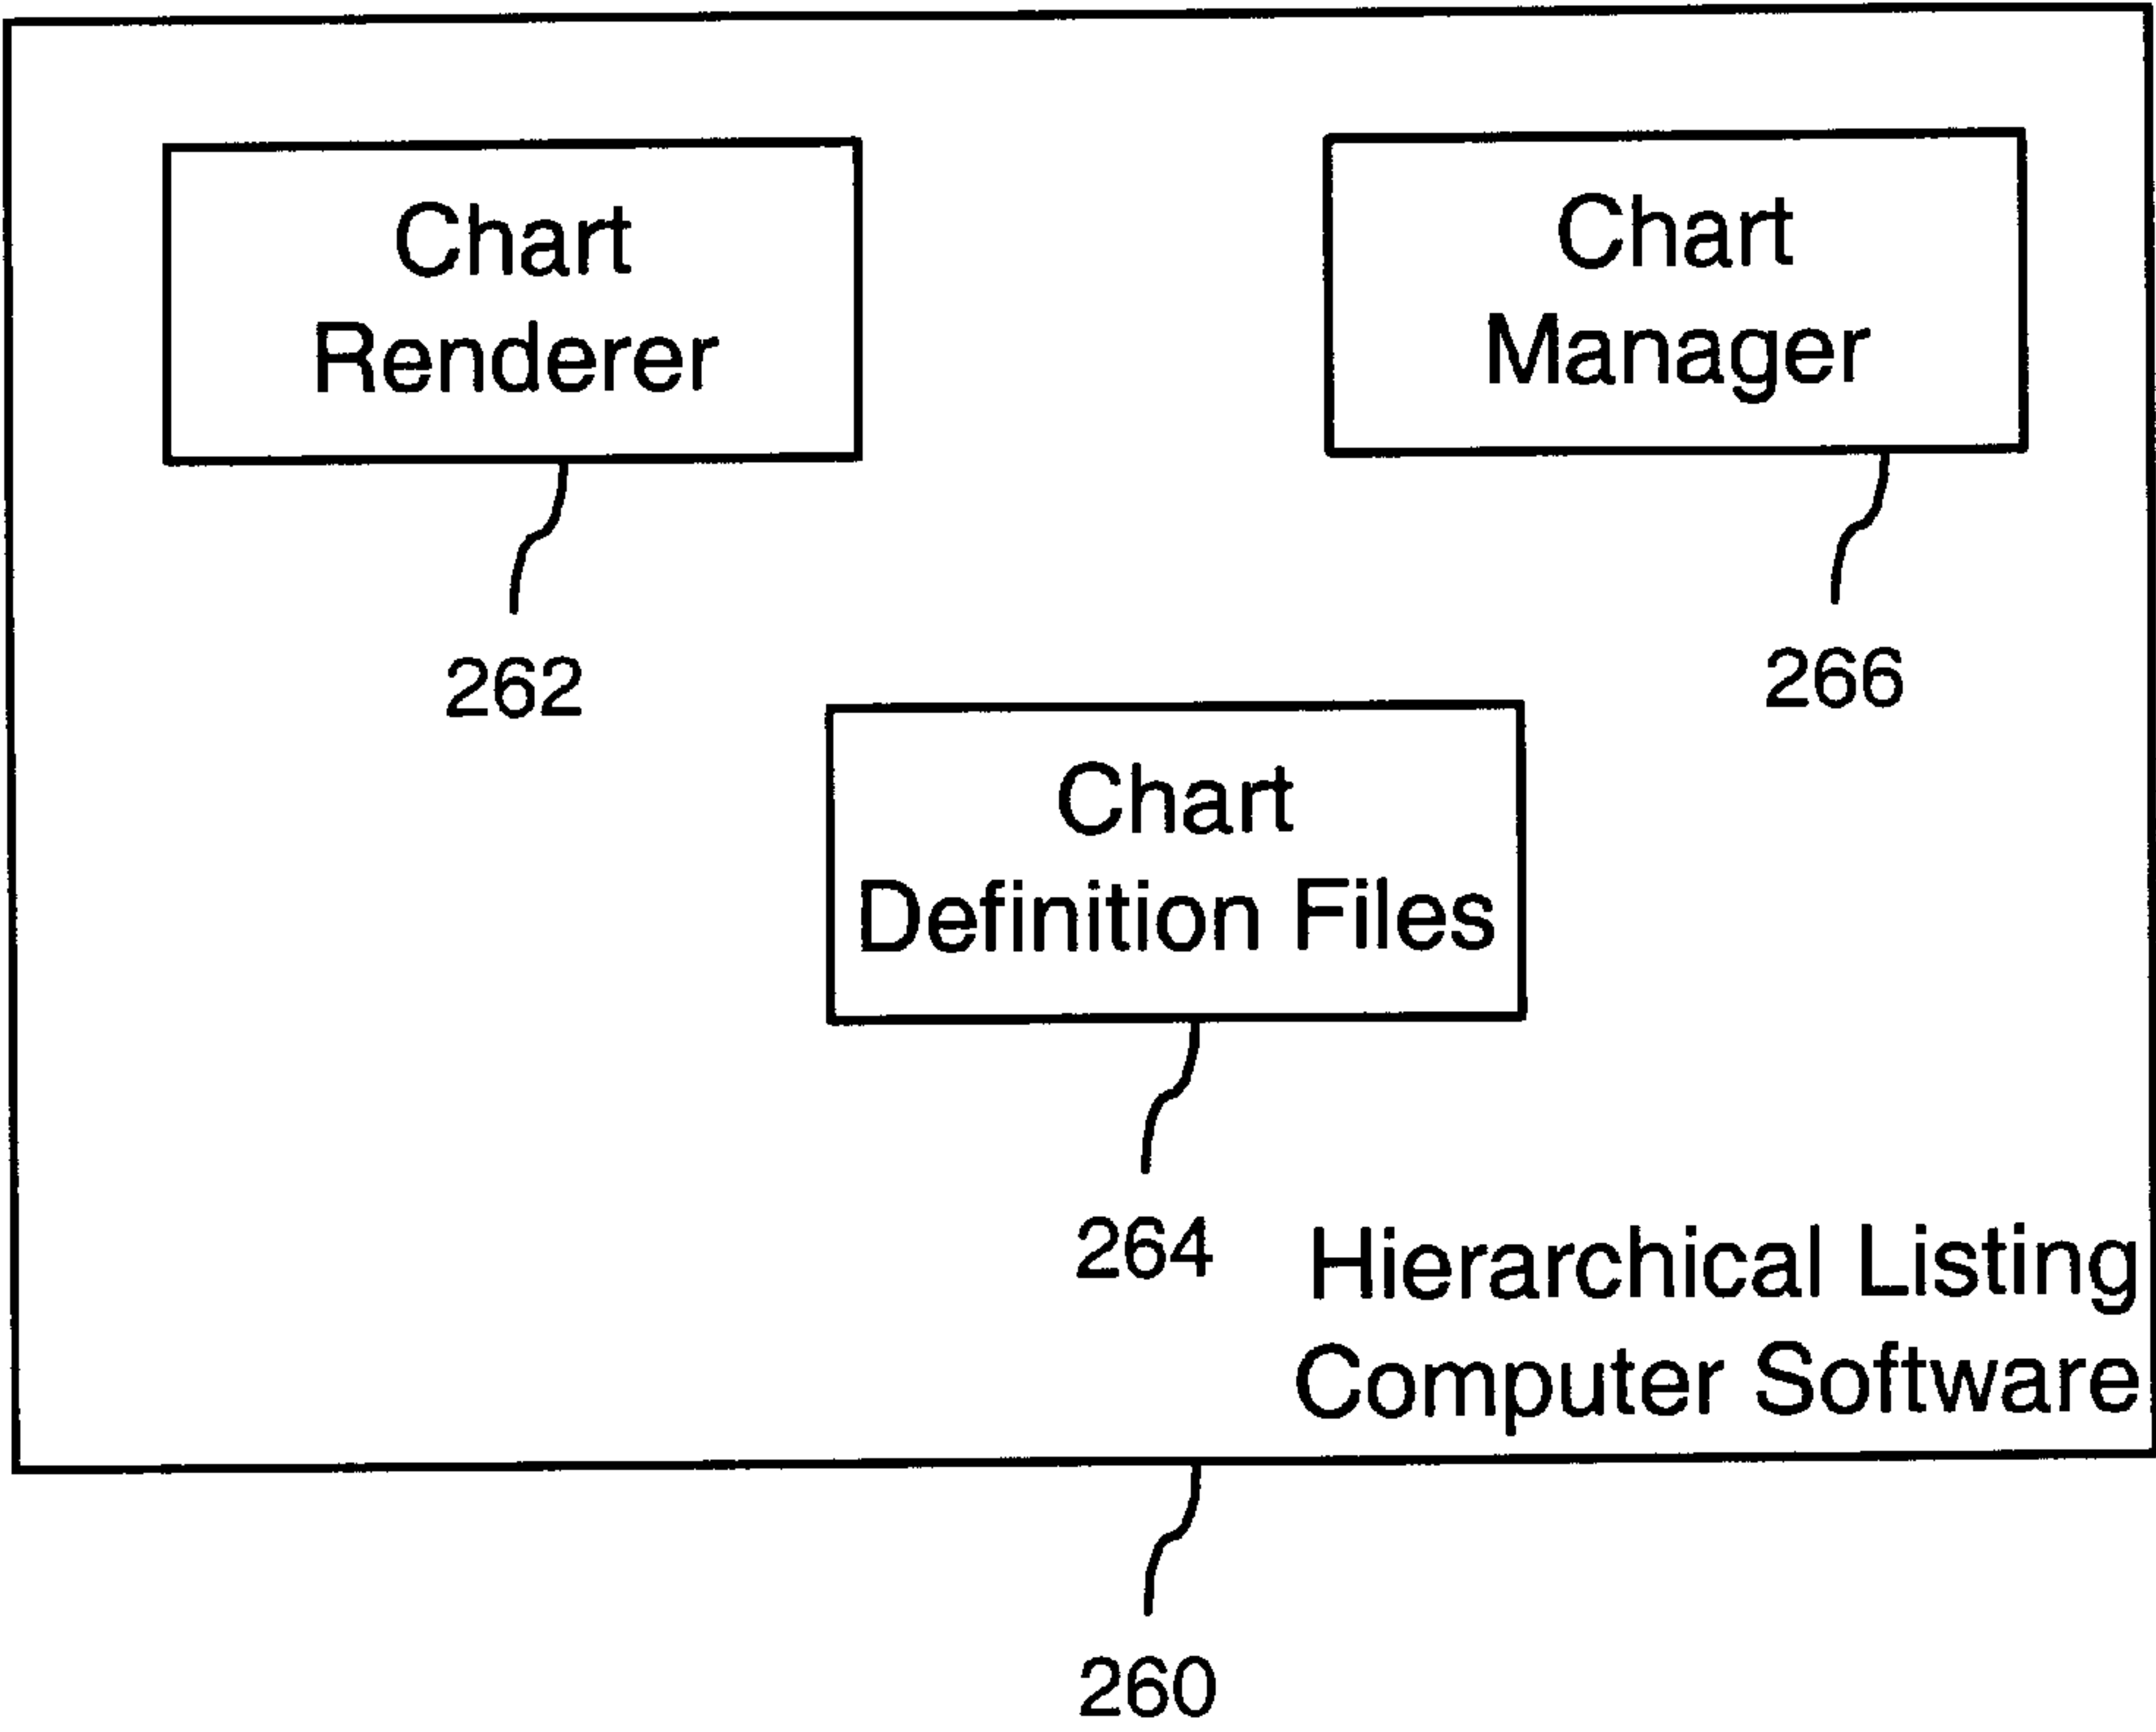 Chart
Renderer
262
Chart
Manager
266
Chart
Definition Files
264
Hierarchical Listing
Computer Software
260